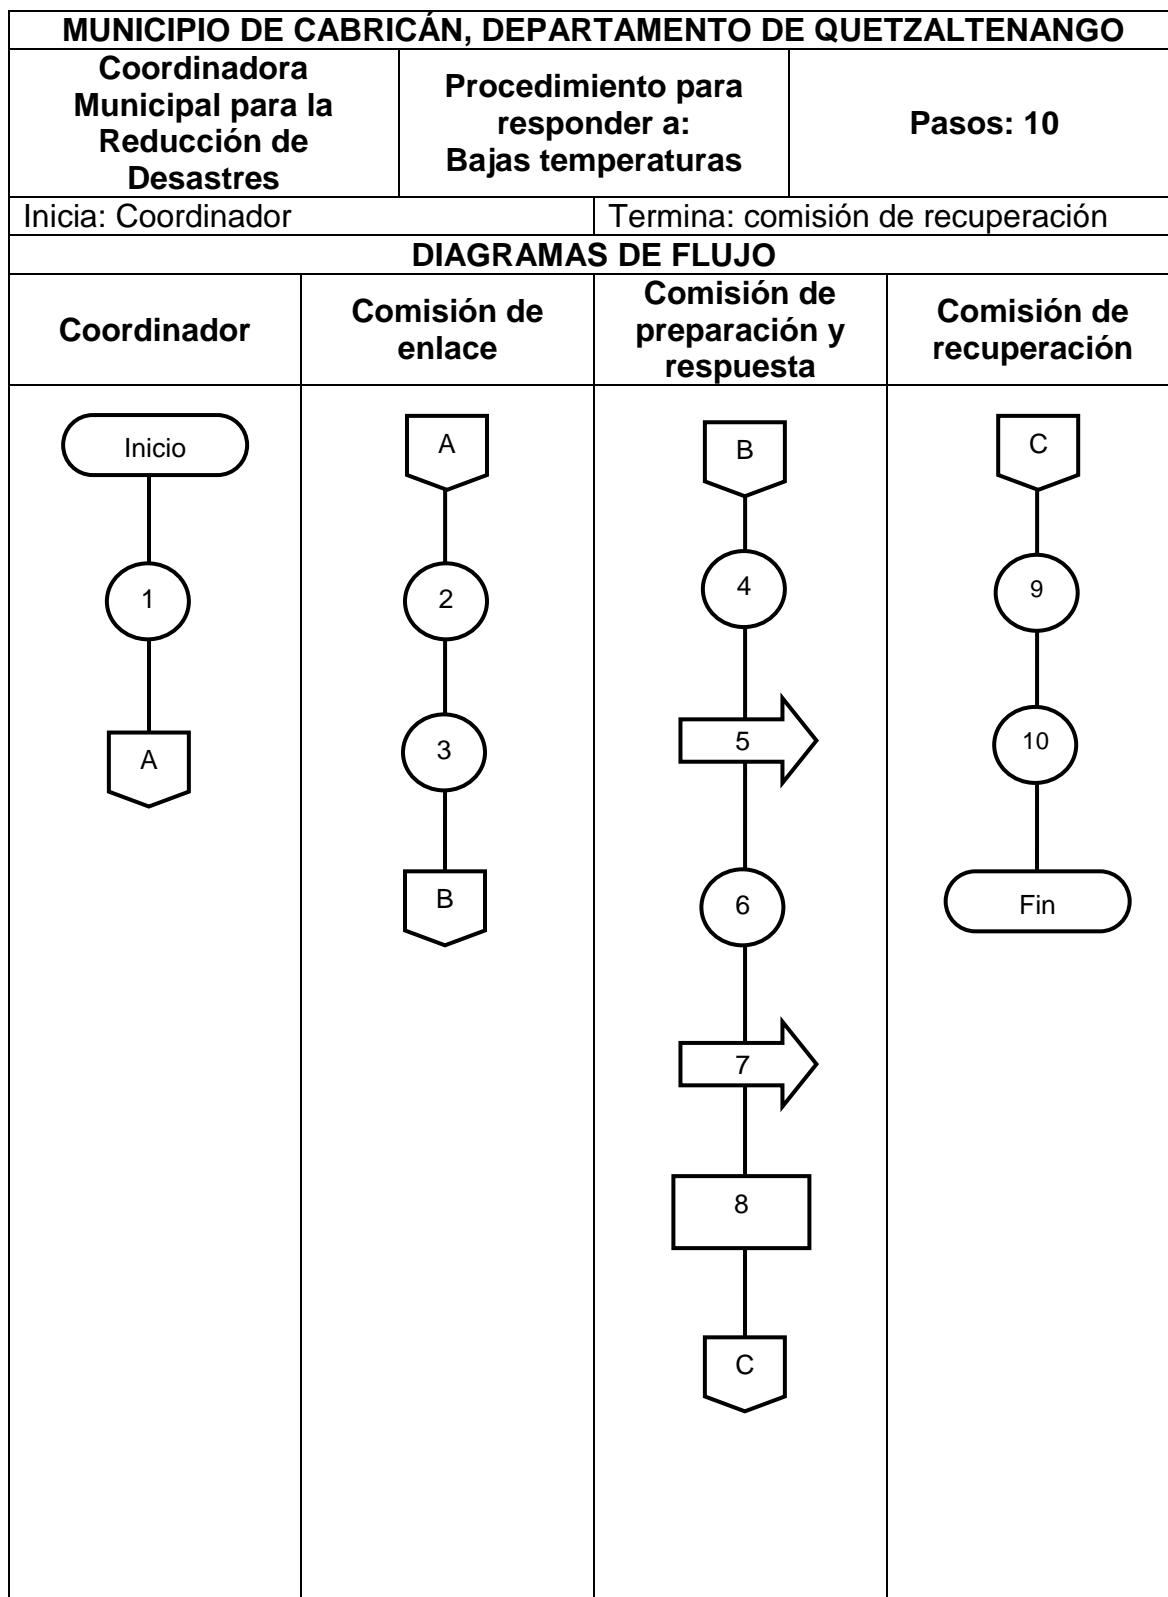 MUNICIPIO DE CABRICÁN, DEPARTAMENTO DE QUETZALTENANGO
Coordinadora
Municipal para la
Reducción de
Desastres
Procedimiento para
responder a:
Bajas temperaturas
Pasos: 10
Inicia: Coordinador
Termina: comisión de recuperación
DIAGRAMAS DE FLUJO
Coordinador
Comisión de
enlace
Comisión de
preparación y
respuesta
Comisión de
recuperación
Inicio
1
A
A
2
3
B
B
4
5
6
7
8
C
C
9
10
Fin